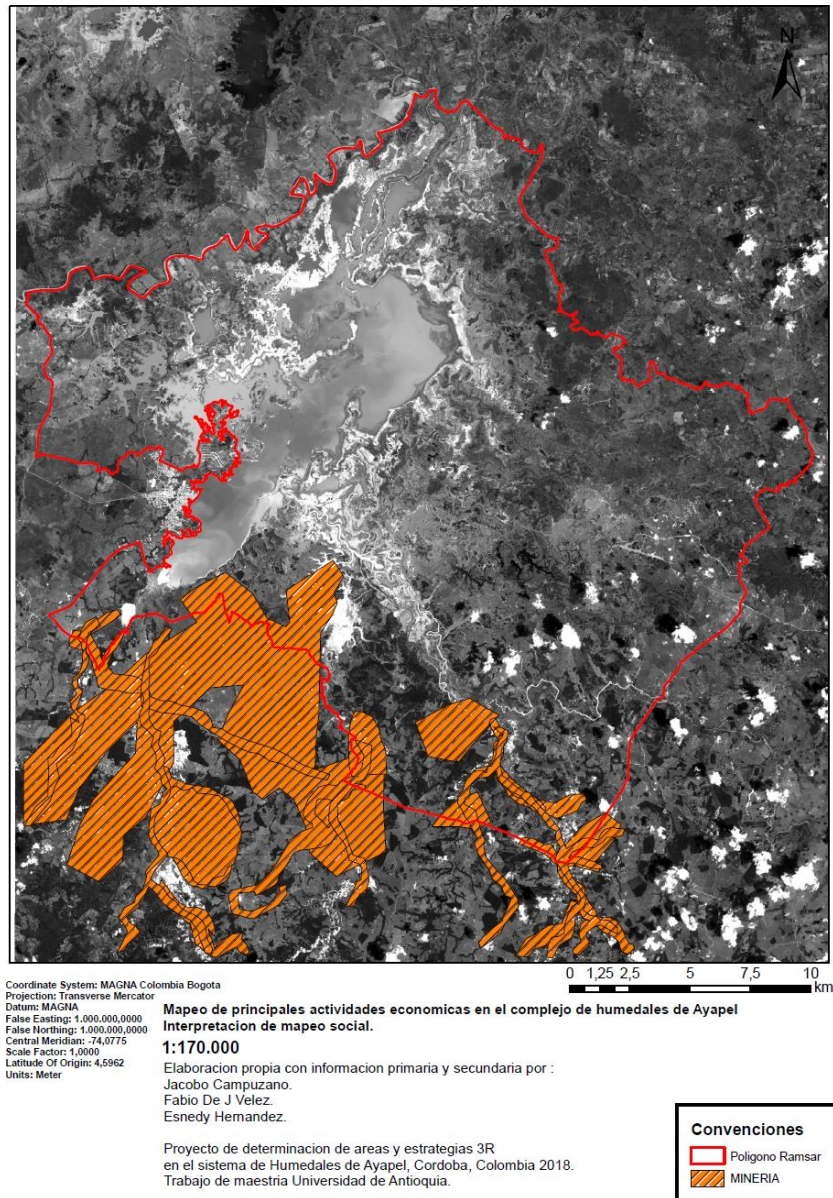 N
0 1,25 2,5 5 7,5 10
km
Coordinate System: MAGNA Colombia Bogota
Projection: Transverse Mercator
Datum: MAGNA
False Easting: 1.000.000,0000
False Northing: 1.000.000,0000
Central Meridian: -74,0775
Scale Factor: 1,0000
Latitude Of Origin: 4,5962
Units: Meter
Mapeo de principales actividades economicas en el complejo de humedales de Ayapel
Interpretacion de mapeo social.
1:170.000
Elaboracion propia con informacion primaria y secundaria por :
Jacobo Campuzano.
Fabio De J Velez.
Esnedy Hernandez.
Proyecto de determinacion de areas y estrategias 3R
en el sistema de Humedales de Ayapel, Cordoba, Colombia 2018.
Trabajo de maestria Universidad de Antioquia.
Convenciones
Poligono Ramsar
MINERIA